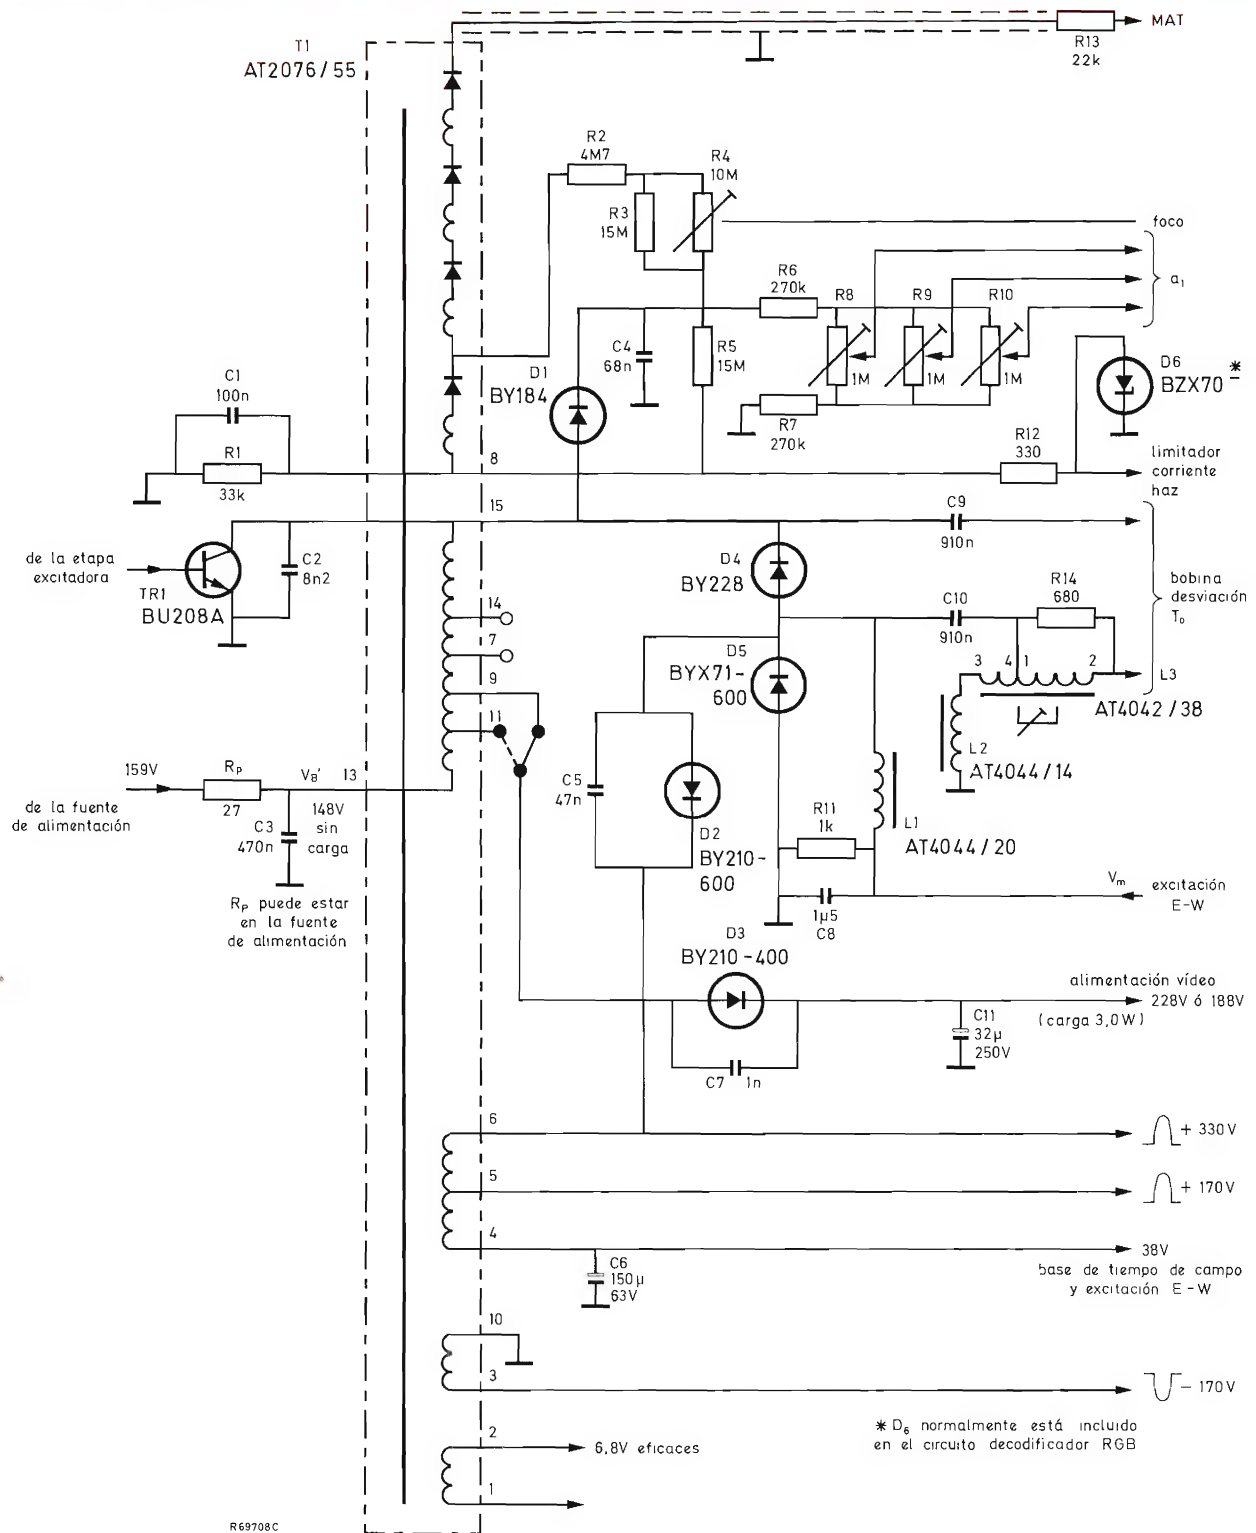 MAT
R13
22k
T1
AT2076/55
R2
4M7
R4
10M
R3
15M
foco
R6
270k
R8
R9
R10
a₁
C4
68n
R5
15M
1M
1M
1M
D6
BZX70 *
D1
BY184
C1
100n
R7
270k
R12
330
8
R1
33k
limitador
corriente
haz
15
C9
910n
de la etapa
excitadora
C2
8n2
D4
BY228
TR1
BU208A
R14
680
C10
910n
bobina
desviación
T₀
14
7
D5
BYX71-
600
3 4 1 2
L3
9
AT4042/38
11
L2
AT4044/14
159V
Rₚ
27
V_B' 13
C5
47n
de la fuente
de alimentación
C3
470n
148V
sin
carga
D2
BY210-
600
R11
1k
L1
AT4044/20
Vₘ
excitación
E-W
Rₚ puede estar
en la fuente
de alimentación
1µ5
C8
D3
BY210-400
alimentación vídeo
228V ó 188V
(carga 3,0W)
C11
32µ
250V
C7 1n
6
+ 330V
5
+ 170V
4
38V
C6
150µ
63V
base de tiempo de campo
y excitación E-W
10
3
- 170V
* D₆ normalmente está incluido
en el circuito decodificador RGB
2
6,8V eficaces
1
R69708C